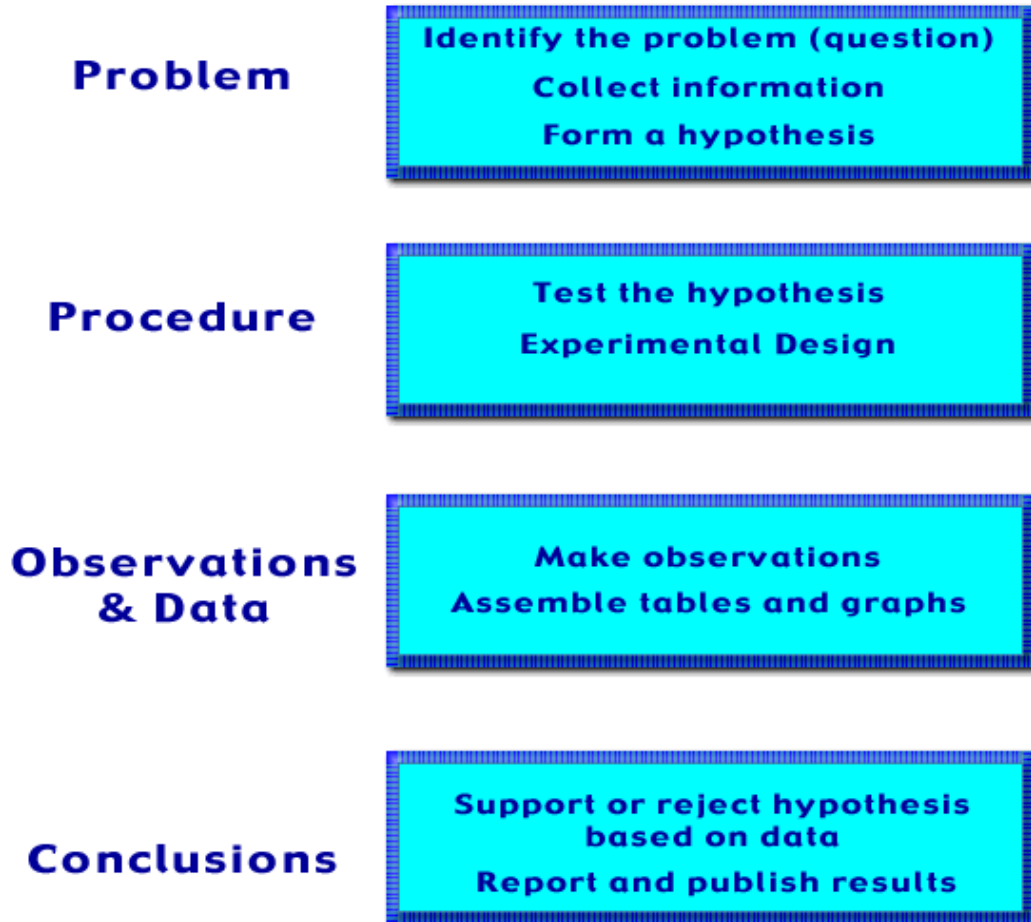 Problem
Identify the problem (question)
Collect information
Form a hypothesis
Procedure
Test the hypothesis
Experimental Design
Observations
& Data
Make observations
Assemble tables and graphs
Conclusions
Support or reject hypothesis
based on data
Report and publish results